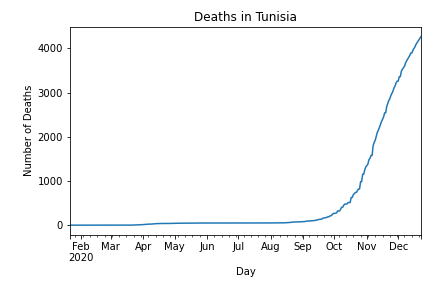 Deaths in Tunisia
Number of Deaths
4000
3000
2000
1000
0
Feb Mar Apr May Jun Jul Aug Sep Oct Nov Dec
2020
Day